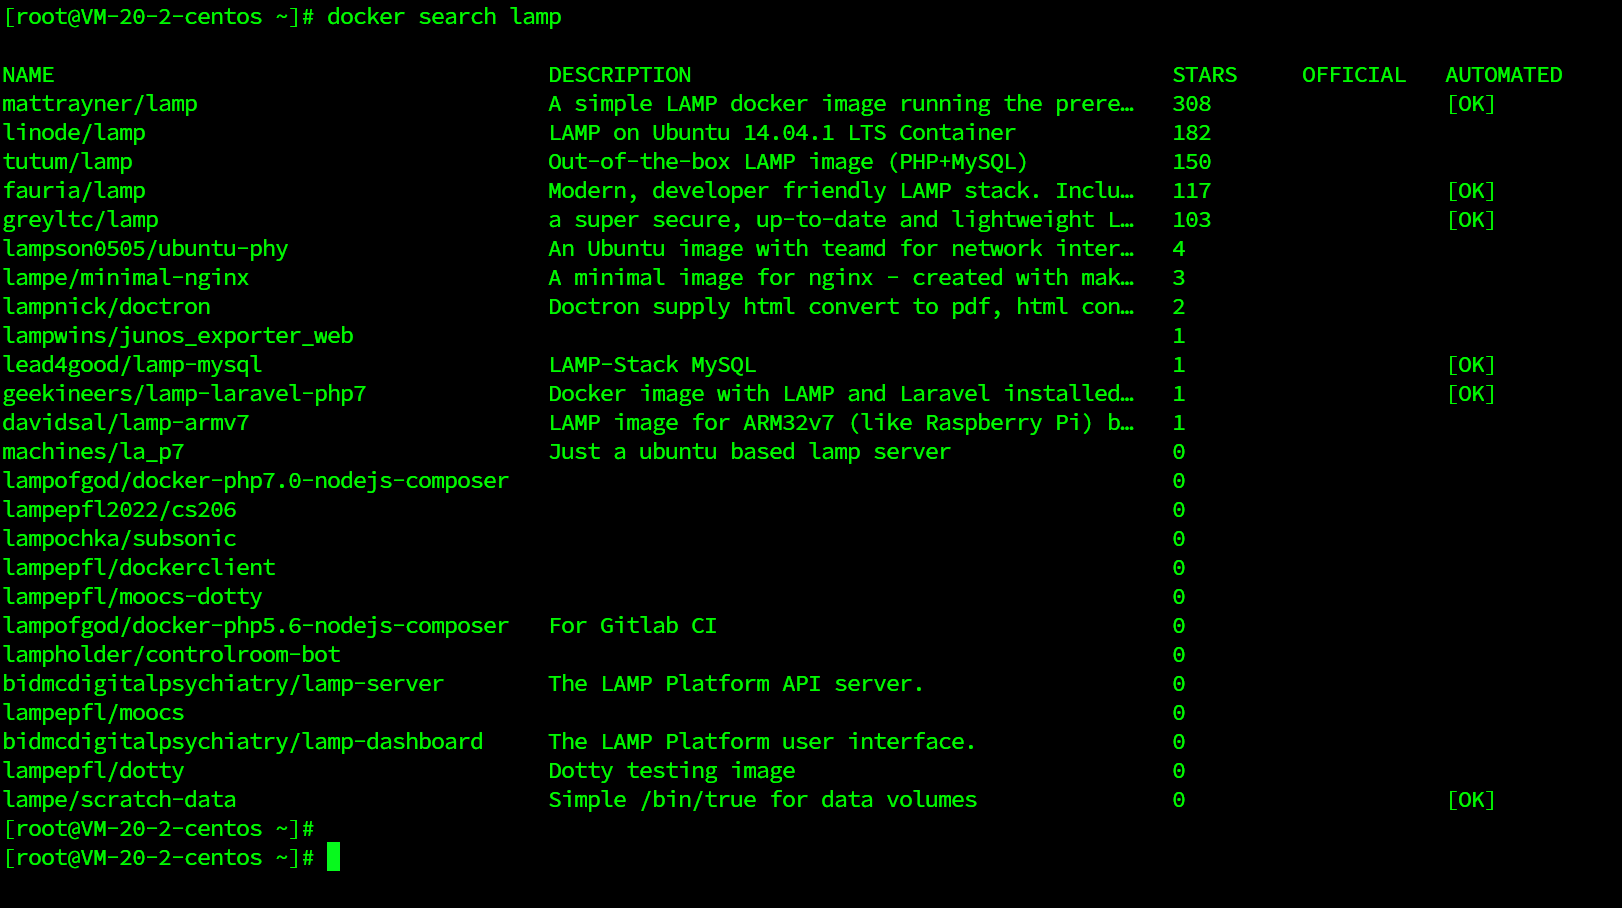 [root@VM-20-2-centos ~]# docker search lamp
NAME DESCRIPTION STARS OFFICIAL AUTOMATED
mattrayner/lamp A simple LAMP docker image running the prere… 308 [OK]
linode/lamp LAMP on Ubuntu 14.04.1 LTS Container 182
tutum/lamp Out-of-the-box LAMP image (PHP+MySQL) 150
fauria/lamp Modern, developer friendly LAMP stack. Inclu… 117 [OK]
greyltc/lamp a super secure, up-to-date and lightweight L… 103 [OK]
lampson0505/ubuntu-phy An Ubuntu image with teamd for network inter… 4
lampe/minimal-nginx A minimal image for nginx - created with mak… 3
lampnick/doctron Doctron supply html convert to pdf, html con… 2
lampwins/junos_exporter_web 1
lead4good/lamp-mysql LAMP-Stack MySQL 1 [OK]
geekineers/lamp-laravel-php7 Docker image with LAMP and Laravel installed… 1 [OK]
davidsal/lamp-armv7 LAMP image for ARM32v7 (like Raspberry Pi) b… 1
machines/la_p7 Just a ubuntu based lamp server 0
lampofgod/docker-php7.0-nodejs-composer 0
lampepfl2022/cs206 0
lampochka/subsonic 0
lampepfl/dockerclient 0
lampepfl/moocs-dotty 0
lampofgod/docker-php5.6-nodejs-composer For Gitlab CI 0
lampholder/controlroom-bot 0
bidmcdigitalpsychiatry/lamp-server The LAMP Platform API server. 0
lampepfl/moocs 0
bidmcdigitalpsychiatry/lamp-dashboard The LAMP Platform user interface. 0
lampepfl/dotty Dotty testing image 0
lampe/scratch-data Simple /bin/true for data volumes 0 [OK]
[root@VM-20-2-centos ~]#
[root@VM-20-2-centos ~]#